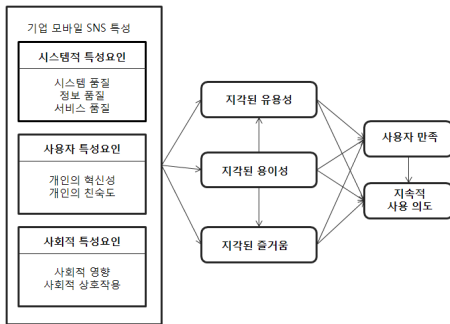 기업 모바일 SNS 특성
시스템적 특성요인
시스템 품질
정보 품질
서비스 품질
사용자 특성요인
개인의 혁신성
개인의 친숙도
사회적 특성요인
사회적 영향
사회적 상호작용
지각된 유용성
지각된 용이성
지각된 즐거움
사용자 만족
지속적
사용 의도